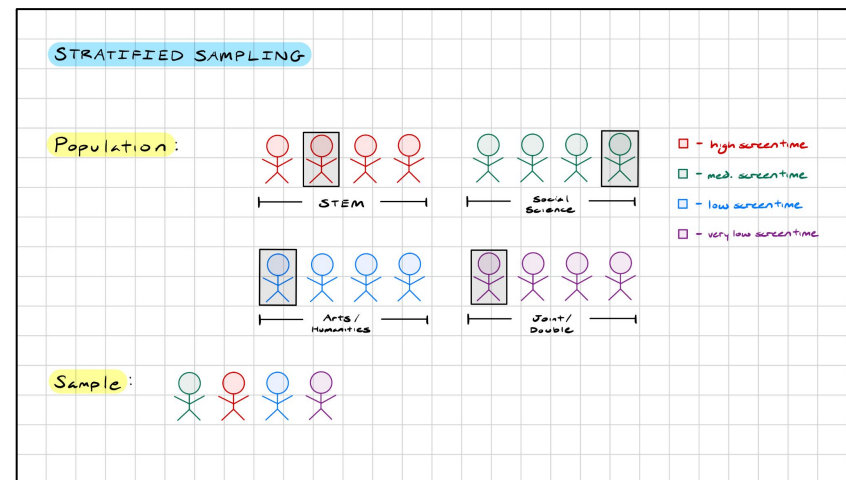 STRATIFIED SAMPLING
Population:
STEM
Social
Science
- high screentime
- med. screentime
- low screentime
- very low screentime
Arts/
Humanities
Joint/
Double
Sample: